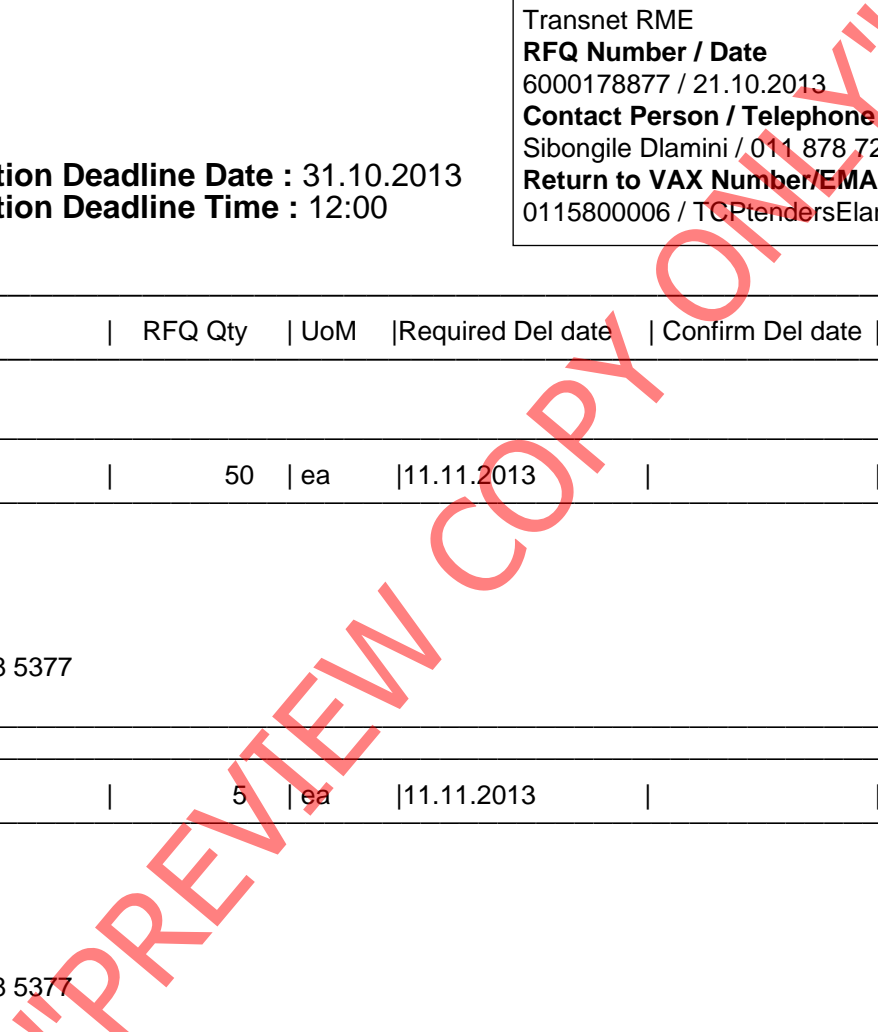 Transnet RME
RFQ Number / Date
6000178877 / 21.10.2013
Contact Person / Telephone
Sibongile Dlamini / 011 878 72
tion Deadline Date : 31.10.2013
Return to VAX Number/EMA
tion Deadline Time : 12:00
0115800006 / TCPtendersElan
| RFQ Qty | UoM |Required Del date | Confirm Del date |
| 50 | ea |11.11.2013 | |
5377
| 5 | ea |11.11.2013 | |
5377
"PREVIEW COPY ONLY"